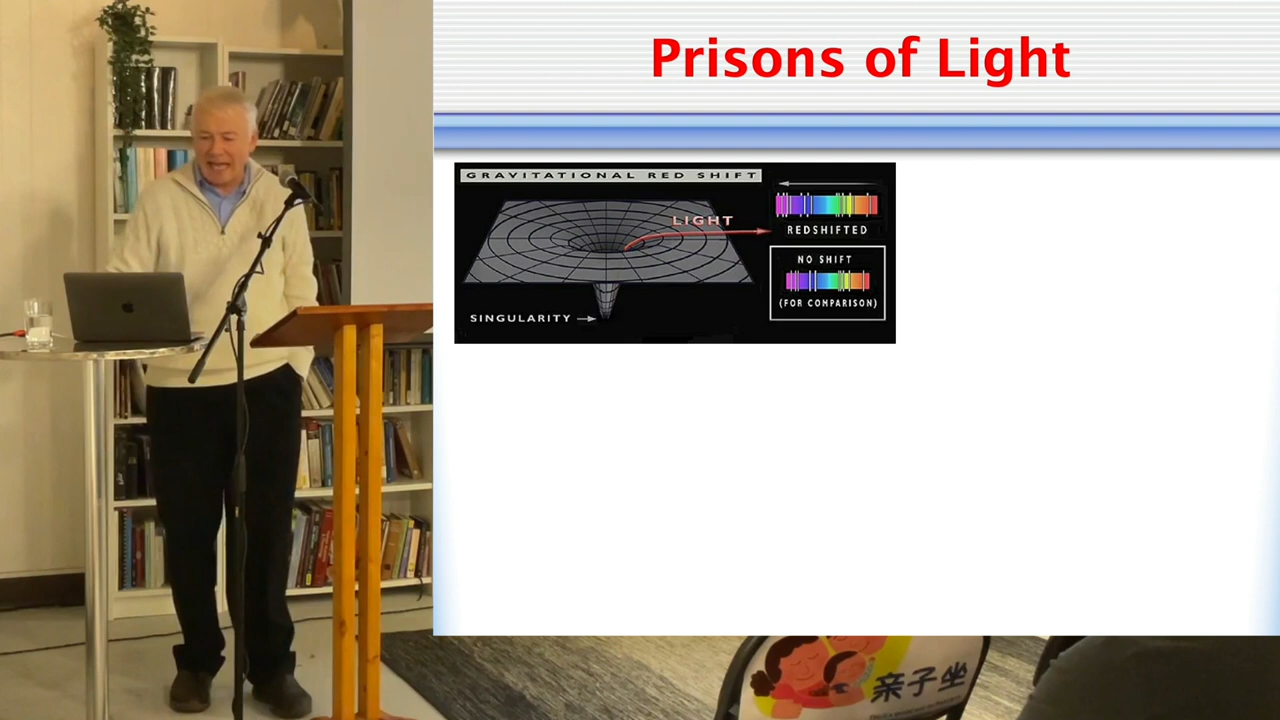 Prisons of Light
GRAVITATIONAL RED SHIFT
LIGHT
REDSHIFTED
NO SHIFT
(FOR COMPARISON)
SINGULARITY
亲子坐